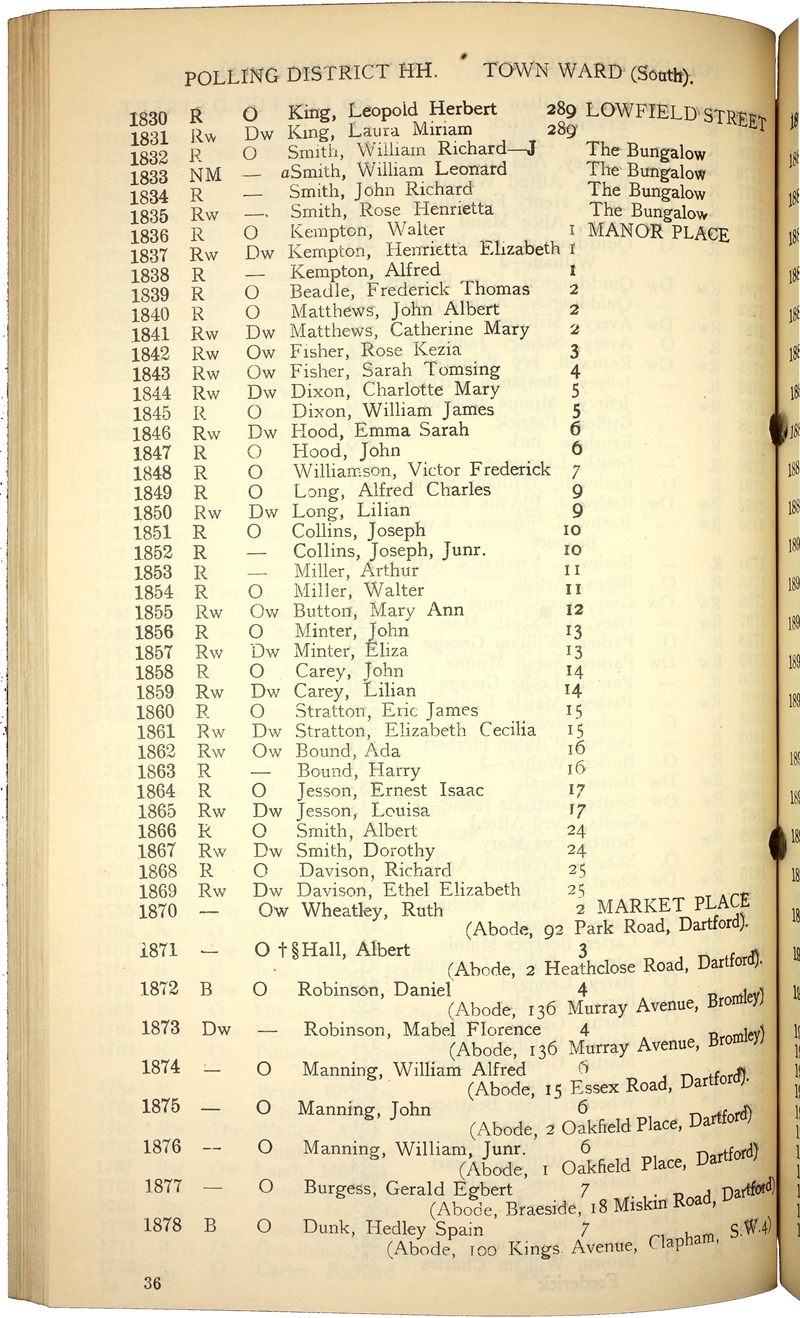 POLLING DISTRICT HH. TOWN WARD (South).
1830 R O King, Leopold Herbert 289 LOWFIELD STREET
1831 Rw Dw King, Laura Miriam 289
1832 R O Smith, William Richard—J The Bungalow
1833 NM — aSmith, William Leonard The Bungalow
1834 R — Smith, John Richard The Bungalow
1835 Rw — Smith, Rose Henrietta The Bungalow
1836 R O Kempton, Walter 1 MANOR PLACE
1837 Rw Dw Kempton, Henrietta Elizabeth 1
1838 R — Kempton, Alfred 1
1839 R O Beadle, Frederick Thomas 2
1840 R O Matthews, John Albert 2
1841 Rw Dw Matthews, Catherine Mary 2
1842 Rw Ow Fisher, Rose Kezia 3
1843 Rw Ow Fisher, Sarah Tomsing 4
1844 Rw Dw Dixon, Charlotte Mary 5
1845 R O Dixon, William James 5
1846 Rw Dw Hood, Emma Sarah 6
1847 R O Hood, John 6
1848 R O Williamson, Victor Frederick 7
1849 R O Long, Alfred Charles 9
1850 Rw Dw Long, Lilian 9
1851 R O Collins, Joseph 10
1852 R — Collins, Joseph, Junr. 10
1853 R — Miller, Arthur 11
1854 R O Miller, Walter 11
1855 Rw Ow Button, Mary Ann 12
1856 R O Minter, John 13
1857 Rw Dw Minter, Eliza 13
1858 R O Carey, John 14
1859 Rw Dw Carey, Lilian 14
1860 R O Stratton, Eric James 15
1861 Rw Dw Stratton, Elizabeth Cecilia 15
1862 Rw Ow Bound, Ada 16
1863 R — Bound, Harry 16
1864 R O Jesson, Ernest Isaac 17
1865 Rw Dw Jesson, Louisa 17
1866 R O Smith, Albert 24
1867 Rw Dw Smith, Dorothy 24
1868 R O Davison, Richard 25
1869 Rw Dw Davison, Ethel Elizabeth 25
1870 — Ow Wheatley, Ruth 2 MARKET PLACE
(Abode, 92 Park Road, Dartford).
1871 — O †§Hall, Albert 3
(Abode, 2 Heathclose Road, Dartford).
1872 B O Robinson, Daniel 4
(Abode, 136 Murray Avenue, Bromley)
1873 Dw — Robinson, Mabel Florence 4
(Abode, 136 Murray Avenue, Bromley)
1874 — O Manning, William Alfred 6
(Abode, 15 Essex Road, Dartford).
1875 — O Manning, John 6
(Abode, 2 Oakfield Place, Dartford)
1876 — O Manning, William, Junr. 6
(Abode, 1 Oakfield Place, Dartford)
1877 — O Burgess, Gerald Egbert 7
(Abode, Braeside, 18 Miskin Road, Dartford)
1878 B O Dunk, Hedley Spain 7
(Abode, 100 Kings Avenue, Clapham, S.W.4)
36